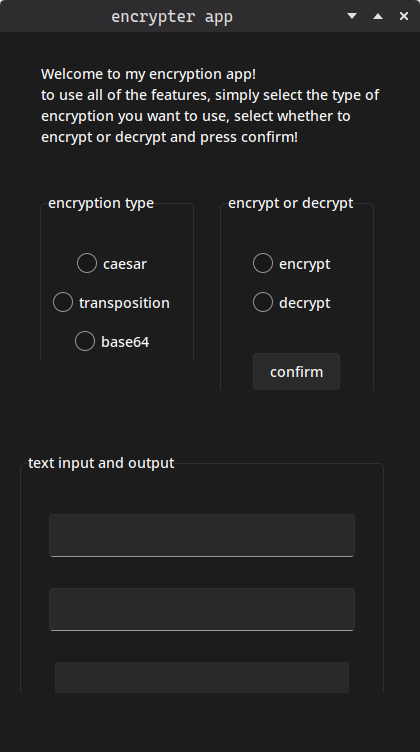 encrypter app
Welcome to my encryption app!
to use all of the features, simply select the type of
encryption you want to use, select whether to
encrypt or decrypt and press confirm!
encryption type
caesar
transposition
base64
encrypt or decrypt
encrypt
decrypt
confirm
text input and output